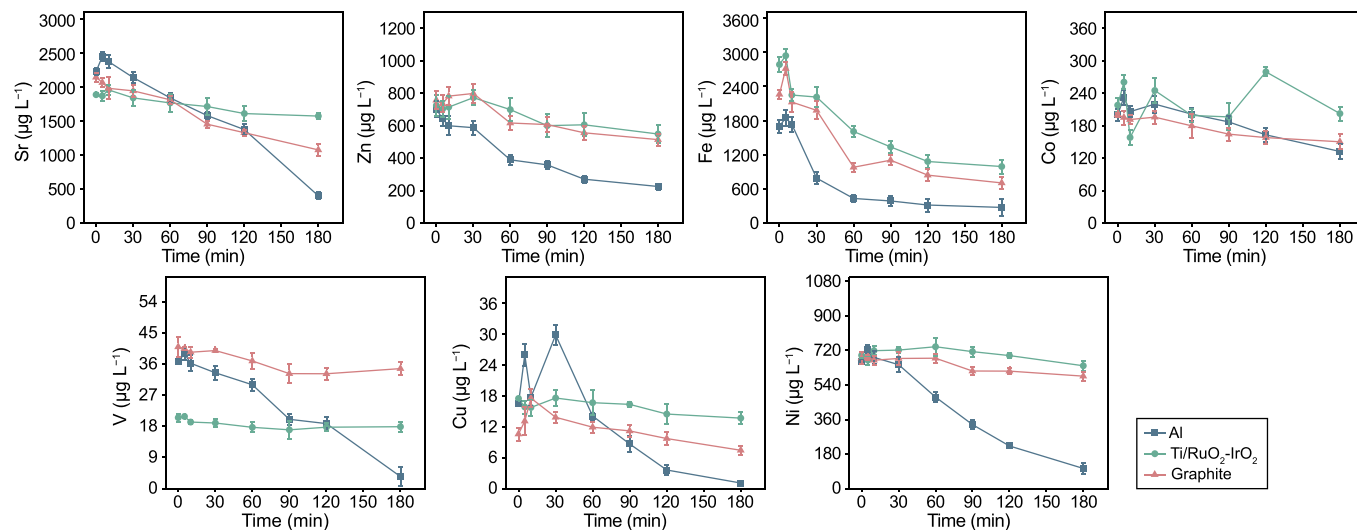 3000
2500
2000
1500
1000
500
0
Sr (µg L⁻¹)
0 30 60 90 120 150 180
Time (min)
1200
1000
800
600
400
200
0
Zn (µg L⁻¹)
0 30 60 90 120 150 180
Time (min)
3600
3000
2400
1800
1200
600
0
Fe (µg L⁻¹)
0 30 60 90 120 150 180
Time (min)
360
300
240
180
120
60
0
Co (µg L⁻¹)
0 30 60 90 120 150 180
Time (min)
54
45
36
27
18
9
0
V (µg L⁻¹)
0 30 60 90 120 150 180
Time (min)
36
30
24
18
12
6
0
Cu (µg L⁻¹)
0 30 60 90 120 150 180
Time (min)
1080
900
720
540
360
180
0
Ni (µg L⁻¹)
0 30 60 90 120 150 180
Time (min)
Al
Ti/RuO₂-IrO₂
Graphite